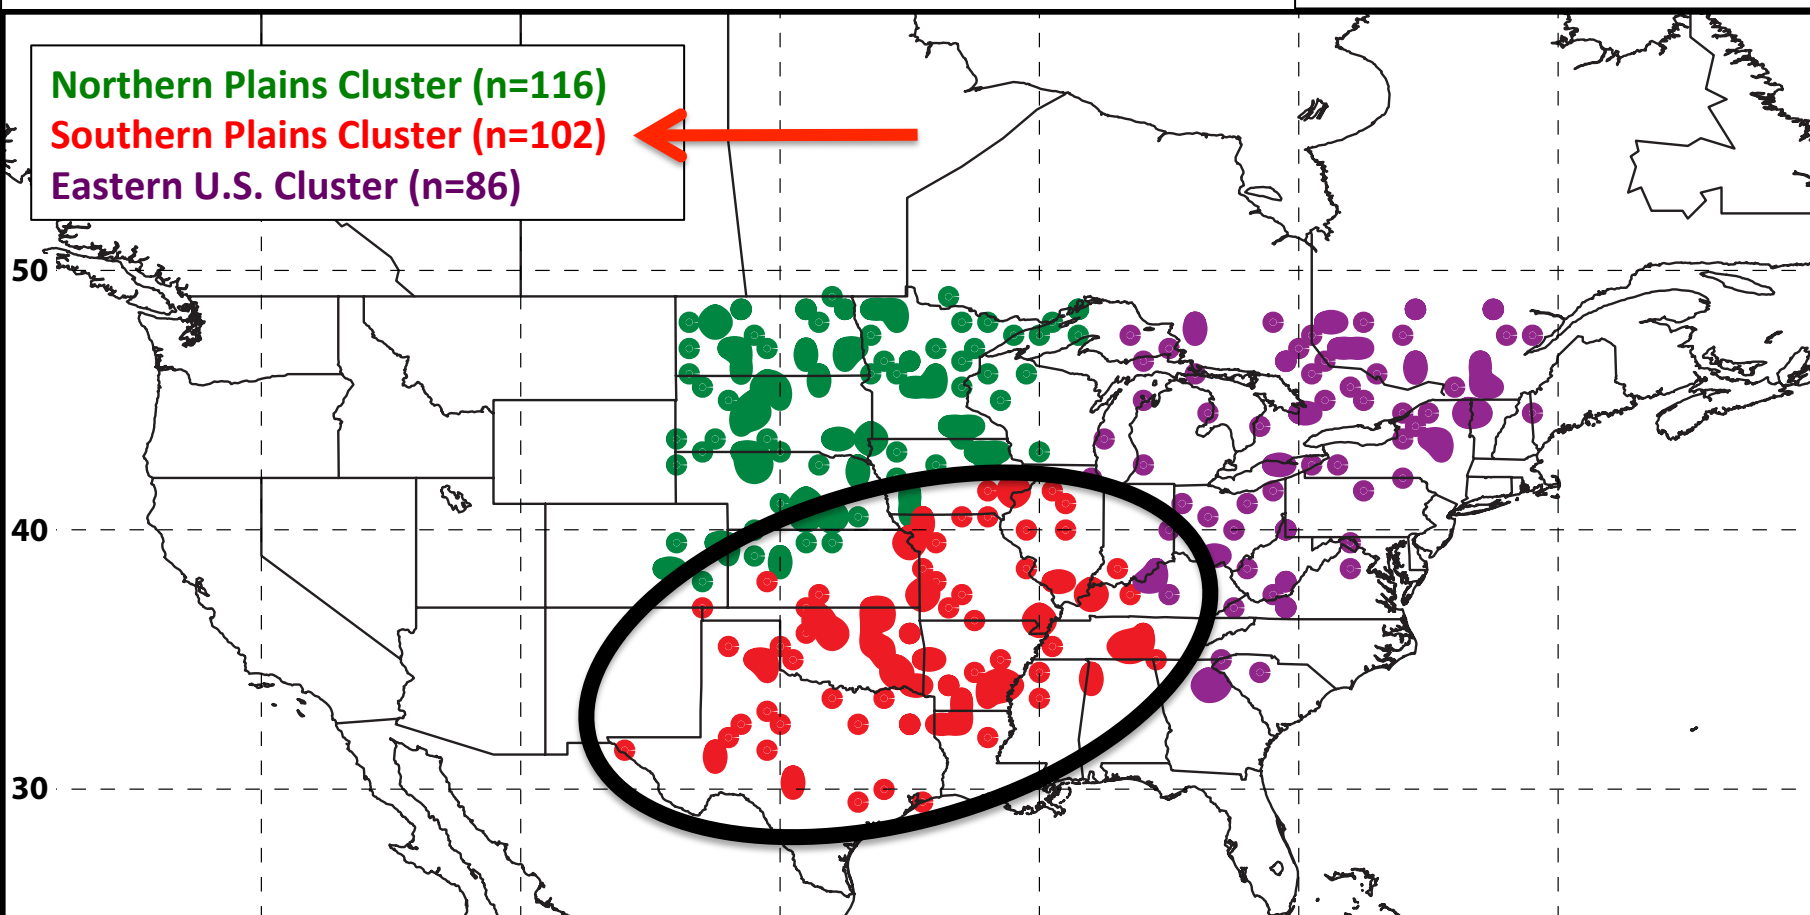 Northern Plains Cluster (n=116)
Southern Plains Cluster (n=102)
Eastern U.S. Cluster (n=86)
50
40
30